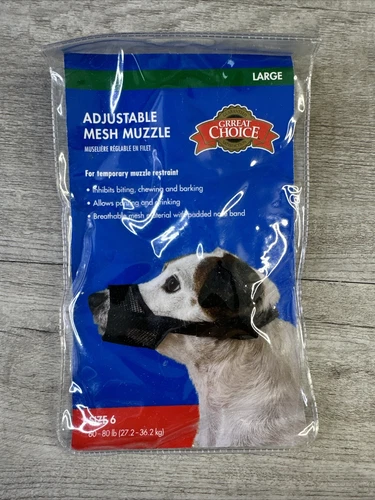 LARGE
ADJUSTABLE
MESH MUZZLE
MUSELIÈRE RÉGLABLE EN FILET
GRREAT
CHOICE
For temporary muzzle restraint
• Inhibits biting, chewing and barking
• Allows panting and drinking
• Breathable mesh material with padded nose band
SIZE 6
60 - 80 lb (27.2 - 36.2 kg)